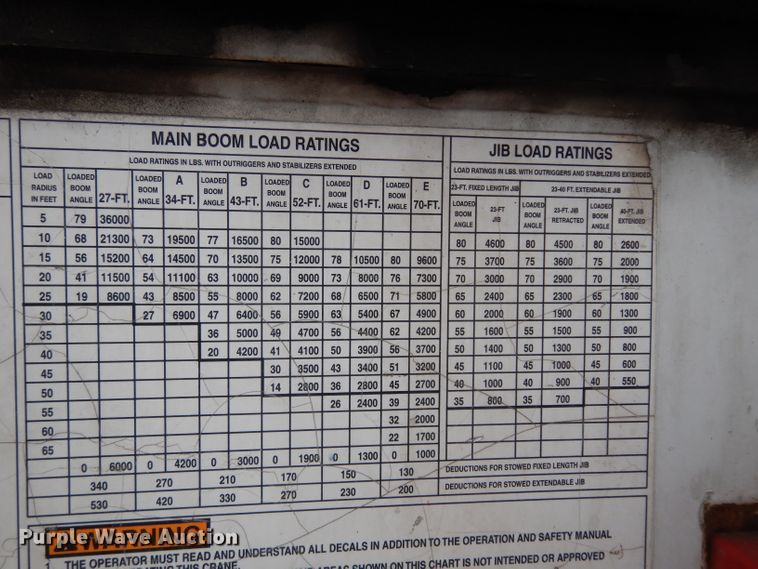 MAIN BOOM LOAD RATINGS JIB LOAD RATINGS
LOAD RATINGS IN LBS. WITH OUTRIGGERS AND STABILIZERS EXTENDED LOAD RATINGS IN LBS. WITH OUTRIGGERS AND STABILIZERS EXTENDED
23-FT. FIXED LENGTH JIB 23-40 FT. EXTENDABLE JIB
LOAD RADIUS IN FEET LOADED BOOM ANGLE 27-FT. LOADED BOOM ANGLE A 34-FT. LOADED BOOM ANGLE B 43-FT. LOADED BOOM ANGLE C 52-FT. LOADED BOOM ANGLE D 61-FT. LOADED BOOM ANGLE E 70-FT. LOADED BOOM ANGLE 23-FT JIB LOADED BOOM ANGLE 23-FT. JIB RETRACTED LOADED BOOM ANGLE 40-FT. JIB EXTENDED
5 79 36000
10 68 21300 73 19500 77 16500 80 15000 80 4600 80 4500 80 2600
15 56 15200 64 14500 70 13500 75 12000 78 10500 80 9600 75 3700 75 3600 75 2000
20 41 11500 54 11100 63 10000 69 9000 73 8000 76 7300 70 3000 70 2900 70 1900
25 19 8600 43 8500 55 8000 62 7200 68 6500 71 5800 65 2400 65 2300 65 1800
30 27 6900 47 6400 56 5900 63 5400 67 4900 60 2000 60 1900 60 1300
35 36 5000 49 4700 56 4400 62 4200 55 1600 55 1500 55 900
40 20 4200 41 4100 50 3900 56 3700 50 1400 50 1300 50 800
45 30 3500 43 3400 51 3200 45 1100 45 1000 45 600
50 14 2800 36 2800 45 2700 40 1000 40 900 40 550
55 26 2400 39 2400 35 800 35 700
60 32 2000
65 22 1700
0 6000 0 4200 0 3000 0 1900 0 1300 0 1000
340 270 210 170 150 130 DEDUCTIONS FOR STOWED FIXED LENGTH JIB
530 420 330 270 230 200 DEDUCTIONS FOR STOWED EXTENDABLE JIB
WARNING
Purple Wave Auction
1. THE OPERATOR MUST READ AND UNDERSTAND ALL DECALS IN ADDITION TO THE OPERATION AND SAFETY MANUAL
THIS CRANE. AREAS SHOWN ON THIS CHART IS NOT INTENDED OR APPROVED